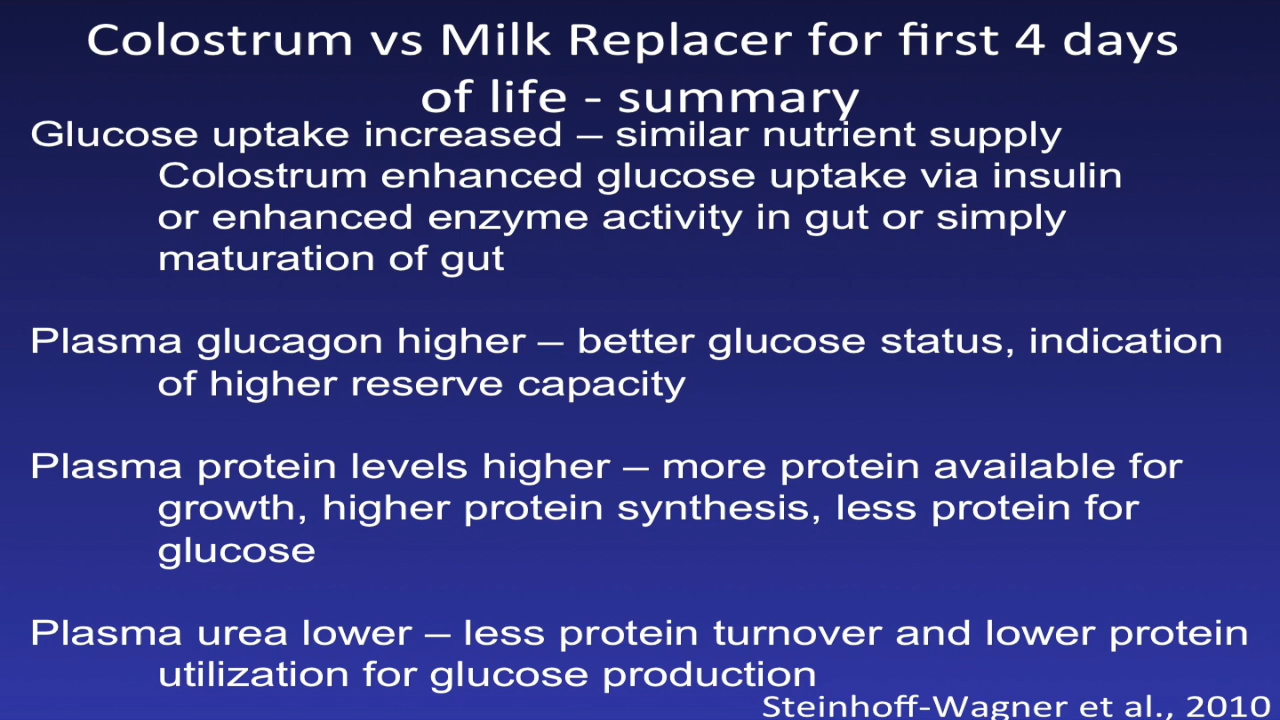 Colostrum vs Milk Replacer for first 4 days
of life - summary
Glucose uptake increased – similar nutrient supply
Colostrum enhanced glucose uptake via insulin
or enhanced enzyme activity in gut or simply
maturation of gut
Plasma glucagon higher – better glucose status, indication
of higher reserve capacity
Plasma protein levels higher – more protein available for
growth, higher protein synthesis, less protein for
glucose
Plasma urea lower – less protein turnover and lower protein
utilization for glucose production
Steinhoff-Wagner et al., 2010